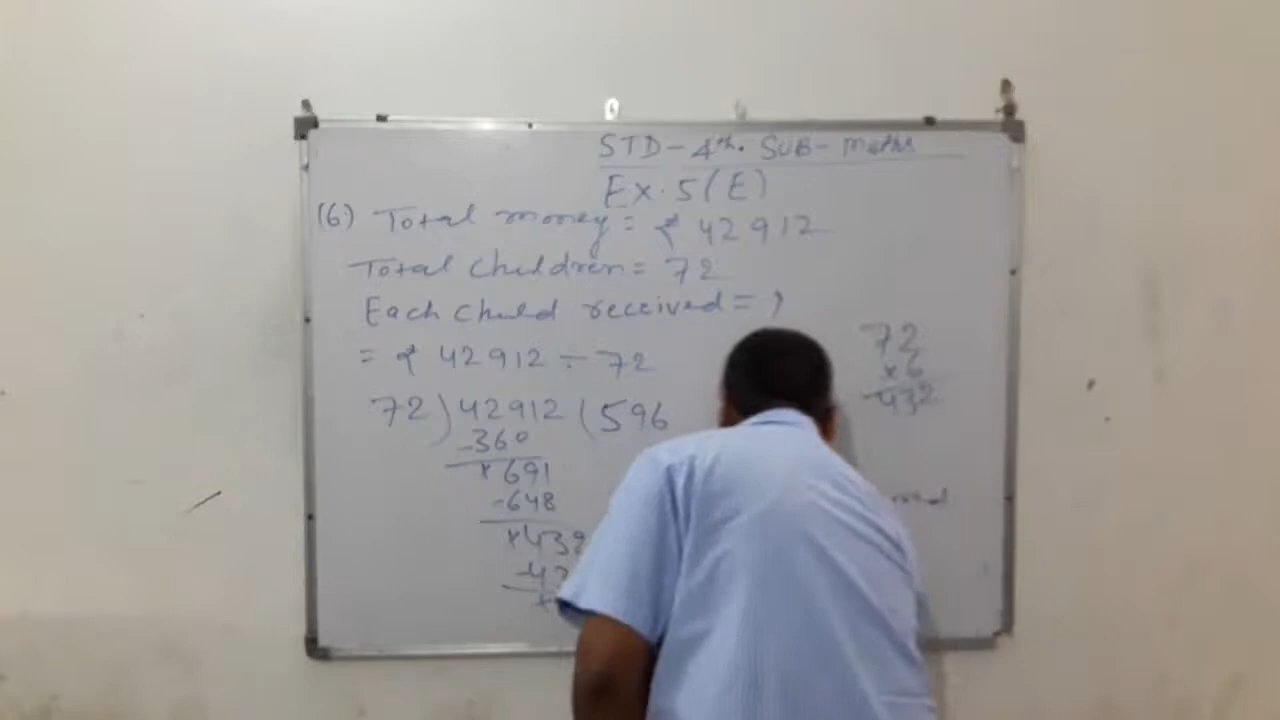 STD - 4th. SUB - Maths
Ex. 5 (E)
(6.) Total money = ₹ 42912
Total children = 72
Each child received = ?
= ₹ 42912 ÷ 72
72 ) 42912 ( 596
-360
×691
-648
×432
72
×6
432